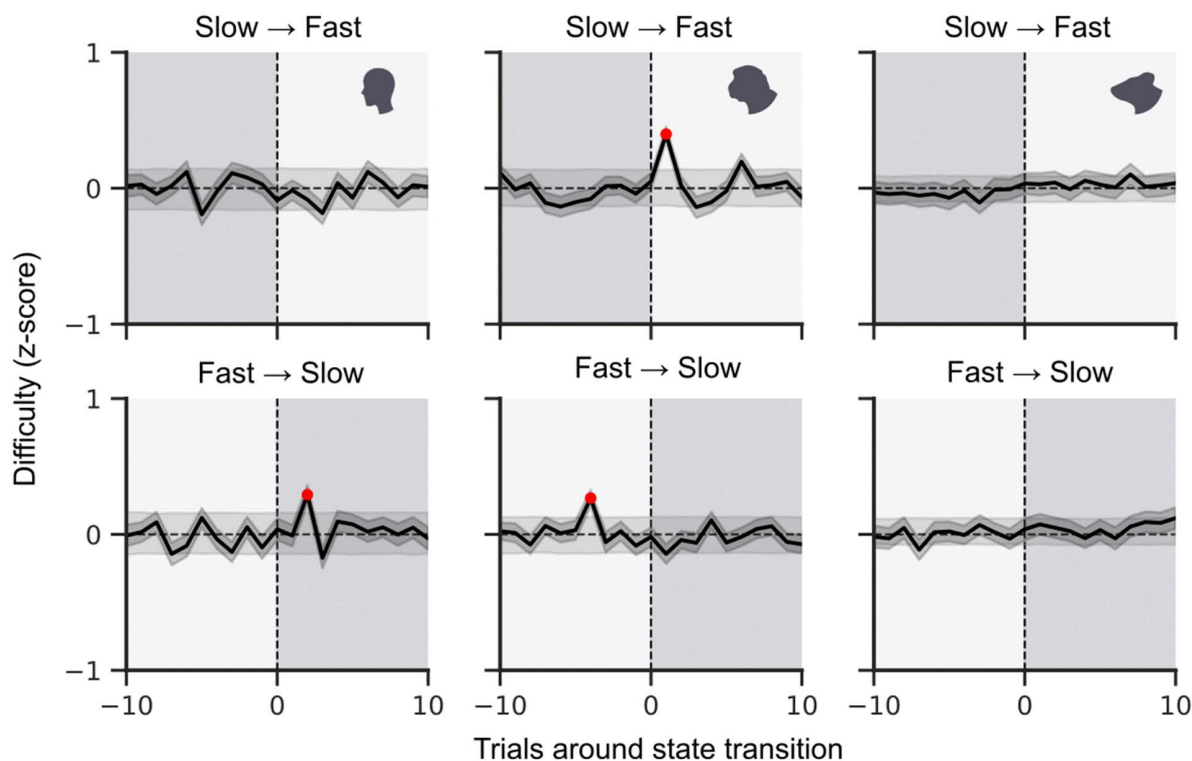 Slow → Fast
Slow → Fast
Slow → Fast
1
0
−1
Difficulty (z-score)
Fast → Slow
Fast → Slow
Fast → Slow
1
0
−1
−10 0 10 −10 0 10 −10 0 10
Trials around state transition